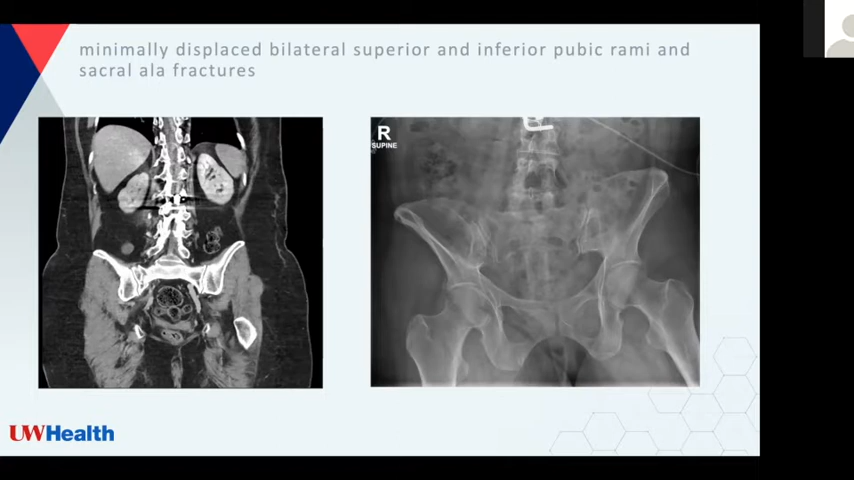 minimally displaced bilateral superior and inferior pubic rami and
sacral ala fractures
R
SUPINE
UWHealth